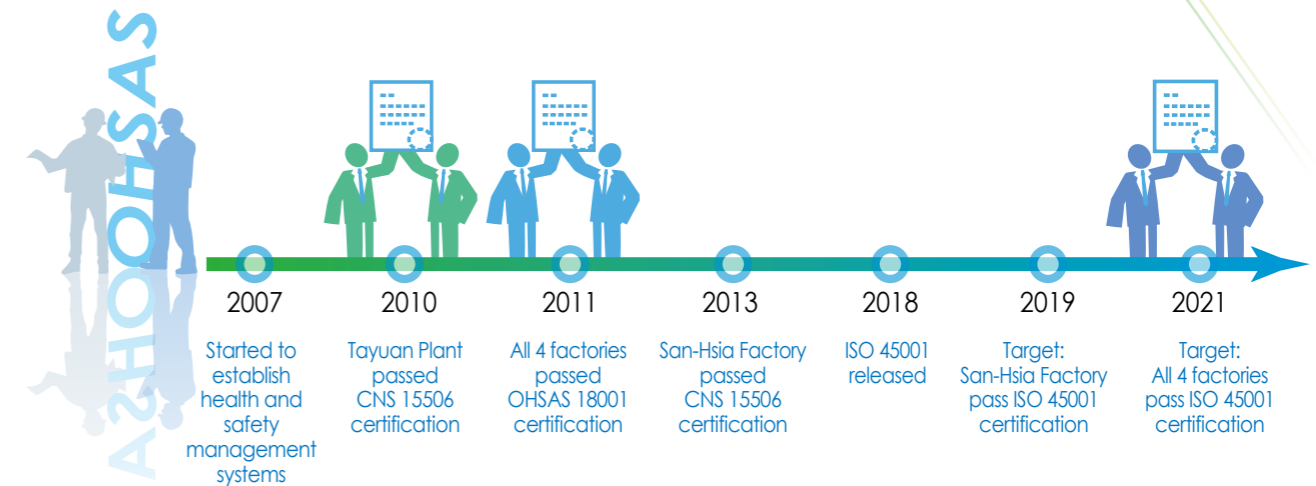 OHSAS
2007
Started to
establish
health and
safety
management
systems
2010
Tayuan Plant
passed
CNS 15506
certification
2011
All 4 factories
passed
OHSAS 18001
certification
2013
San-Hsia Factory
passed
CNS 15506
certification
2018
ISO 45001
released
2019
Target:
San-Hsia Factory
pass ISO 45001
certification
2021
Target:
All 4 factories
pass ISO 45001
certification